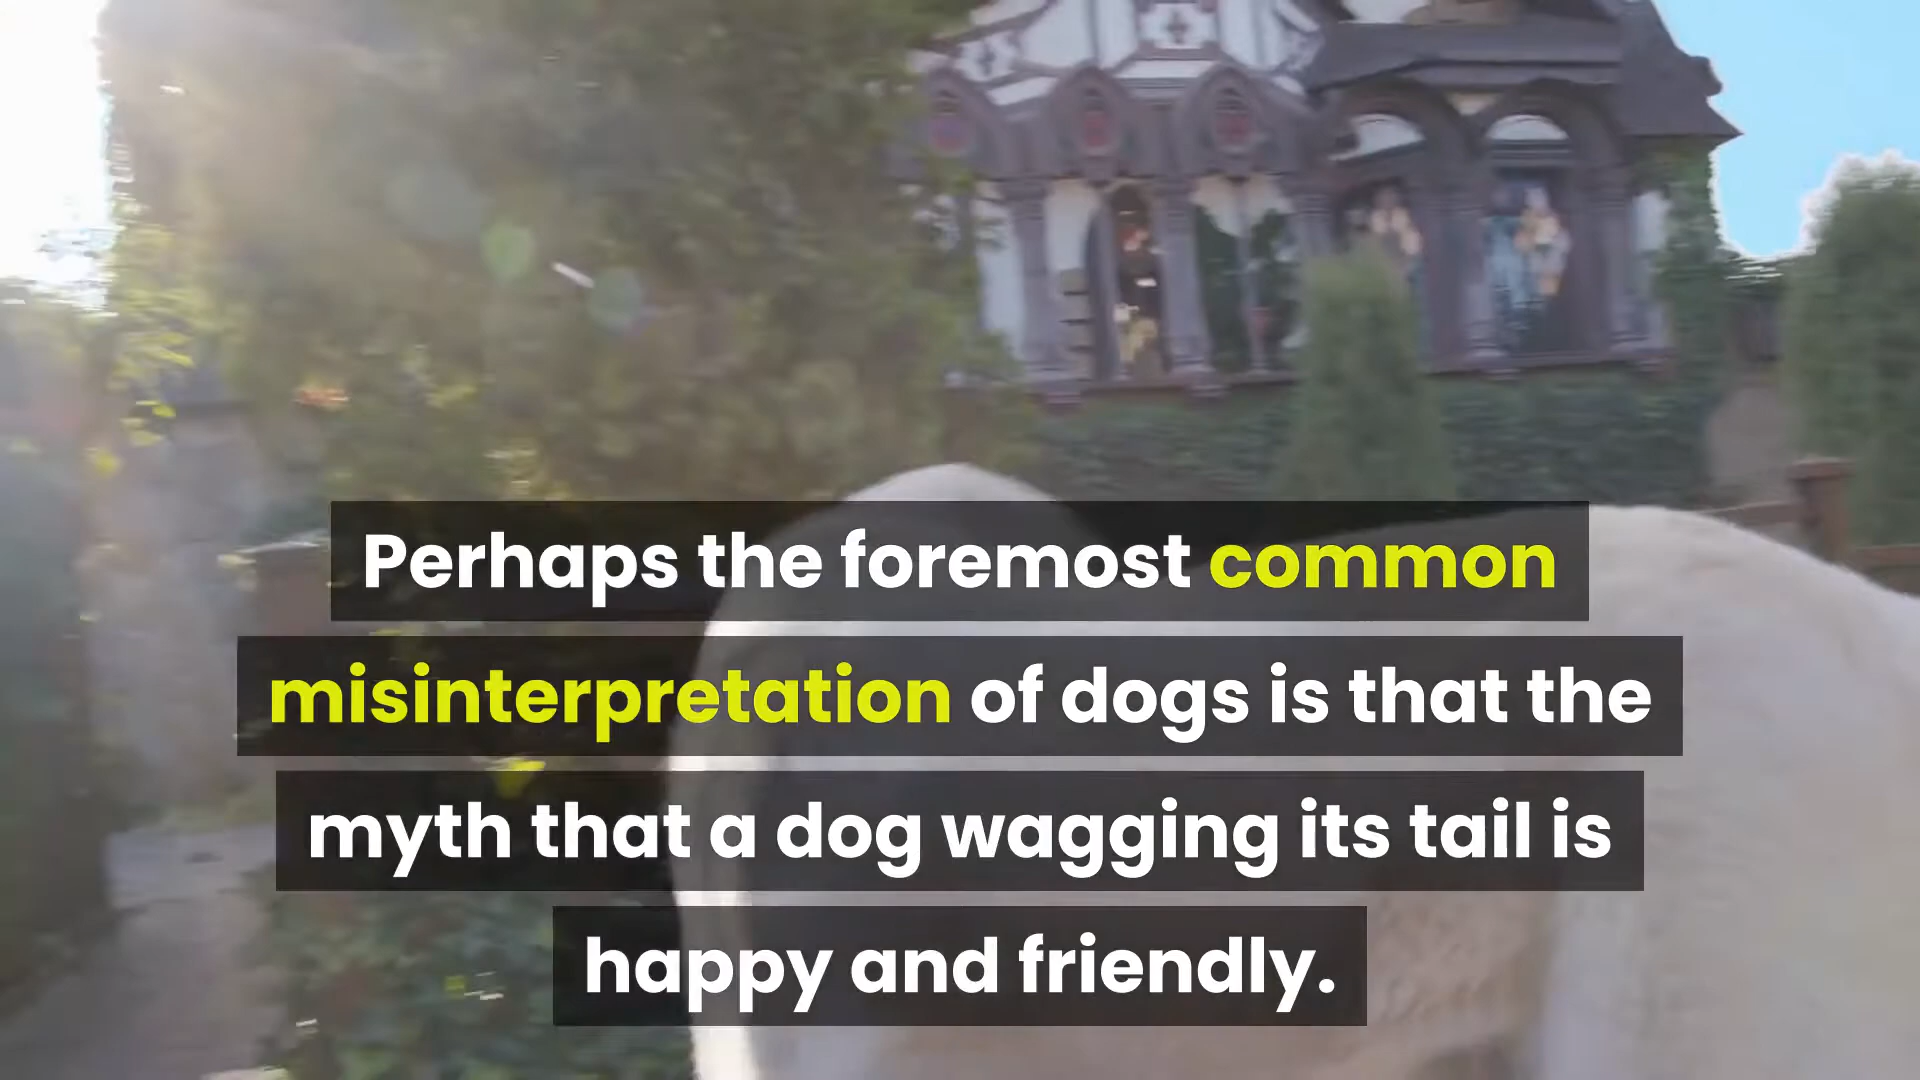 Perhaps the foremost common
misinterpretation of dogs is that the
myth that a dog wagging its tail is
happy and friendly.